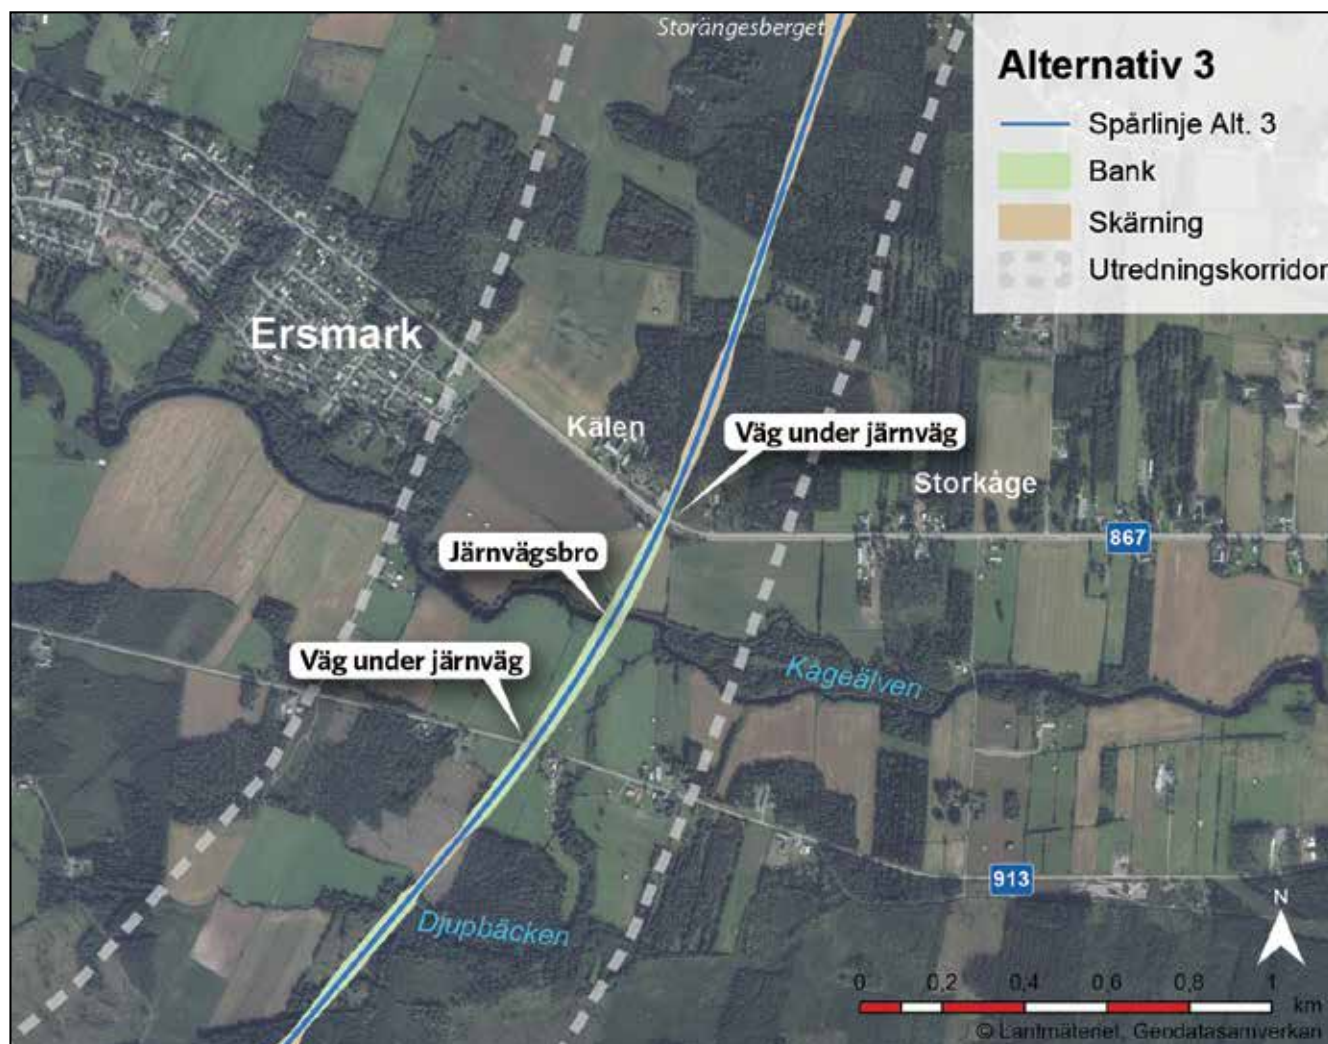 Storängesberget
Alternativ 3
Spårlinje Alt. 3
Bank
Skärning
Utredningskorridor
Ersmark
Kälen
Väg under järnväg
Storkåge
867
Järnvägsbro
Väg under järnväg
Kågeälven
913
Djupbäcken
N
0 0,2 0,4 0,6 0,8 1
km
© Lantmäteriet, Geodatasamverkan